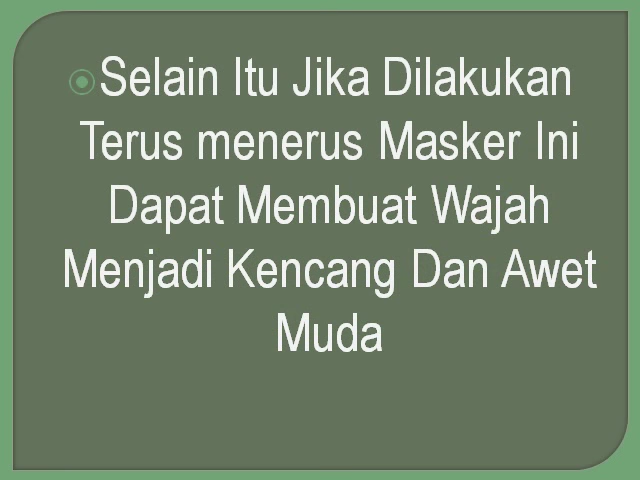 Selain Itu Jika Dilakukan
Terus menerus Masker Ini
Dapat Membuat Wajah
Menjadi Kencang Dan Awet
Muda